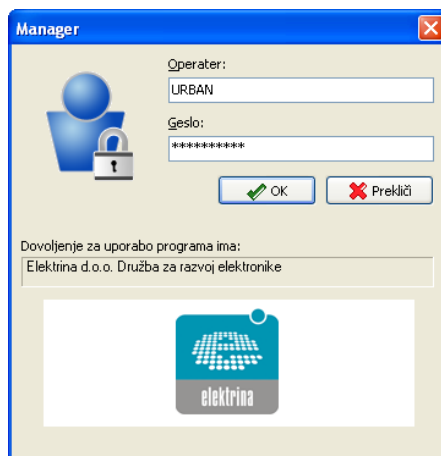 Manager
Operater:
URBAN
Geslo:
**********
OK
Prekliči
Dovoljenje za uporabo programa ima:
Elektrina d.o.o. Družba za razvoj elektronike
elektrina